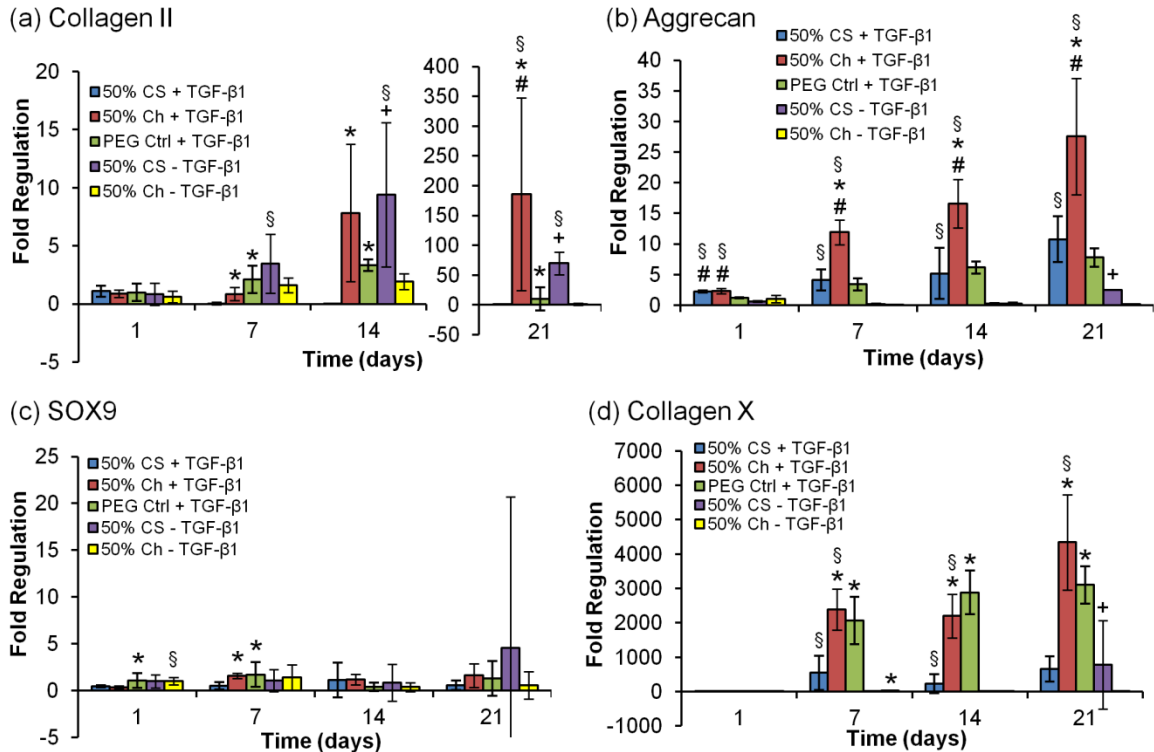 (a) Collagen II
50% CS + TGF-β1
50% Ch + TGF-β1
PEG Ctrl + TGF-β1
50% CS - TGF-β1
50% Ch - TGF-β1
Fold Regulation
20
15
10
5
0
-5
400
350
300
250
200
150
100
50
0
-50
* * §
* * § +
§ * # * § +
1 7 14 21
Time (days)
(b) Aggrecan
50% CS + TGF-β1
50% Ch + TGF-β1
PEG Ctrl + TGF-β1
50% CS - TGF-β1
50% Ch - TGF-β1
Fold Regulation
40
35
30
25
20
15
10
5
0
§ # § #
§ § * #
§ § * #
§ § * # +
1 7 14 21
Time (days)
(c) SOX9
50% CS + TGF-β1
50% Ch + TGF-β1
PEG Ctrl + TGF-β1
50% CS - TGF-β1
50% Ch - TGF-β1
Fold Regulation
25
20
15
10
5
0
-5
* §
* *
1 7 14 21
Time (days)
(d) Collagen X
50% CS + TGF-β1
50% Ch + TGF-β1
PEG Ctrl + TGF-β1
50% CS - TGF-β1
50% Ch - TGF-β1
Fold Regulation
7000
6000
5000
4000
3000
2000
1000
0
-1000
§ § * * *
§ § * *
§ * * +
1 7 14 21
Time (days)